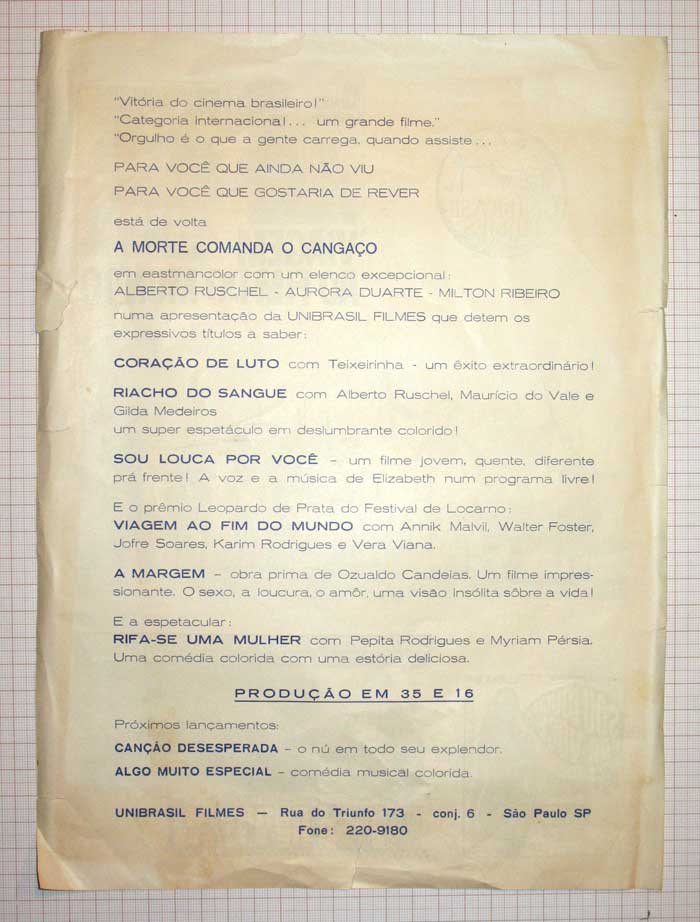 "Vitória do cinema brasileiro!"
"Categoria internacional... um grande filme."
"Orgulho é o que a gente carrega, quando assiste...
PARA VOCÊ QUE AINDA NÃO VIU
PARA VOCÊ QUE GOSTARIA DE REVER
está de volta
A MORTE COMANDA O CANGAÇO
em eastmancolor com um elenco excepcional:
ALBERTO RUSCHEL - AURORA DUARTE - MILTON RIBEIRO
numa apresentação da UNIBRASIL FILMES que detem os
expressivos títulos a saber:
CORAÇÃO DE LUTO com Teixeirinha - um êxito extraordinário!
RIACHO DO SANGUE com Alberto Ruschel, Maurício do Vale e
Gilda Medeiros
um super espetáculo em deslumbrante colorido!
SOU LOUCA POR VOCÊ - um filme jovem, quente, diferente
prá frente! A voz e a música de Elizabeth num programa livre!
E o prêmio Leopardo de Prata do Festival de Locarno:
VIAGEM AO FIM DO MUNDO com Annik Malvil, Walter Foster,
Jofre Soares, Karim Rodrigues e Vera Viana.
A MARGEM - obra prima de Ozualdo Candeias. Um filme impres-
sionante. O sexo, a loucura, o amôr, uma visão insólita sôbre a vida!
E a espetacular:
RIFA-SE UMA MULHER com Pepita Rodrigues e Myriam Pérsia.
Uma comédia colorida com uma estória deliciosa.
PRODUÇÃO EM 35 E 16
Próximos lançamentos:
CANÇÃO DESESPERADA - o nú em todo seu explendor.
ALGO MUITO ESPECIAL - comédia musical colorida.
UNIBRASIL FILMES — Rua do Triunfo 173 - conj. 6 - São Paulo SP
Fone: 220-9180